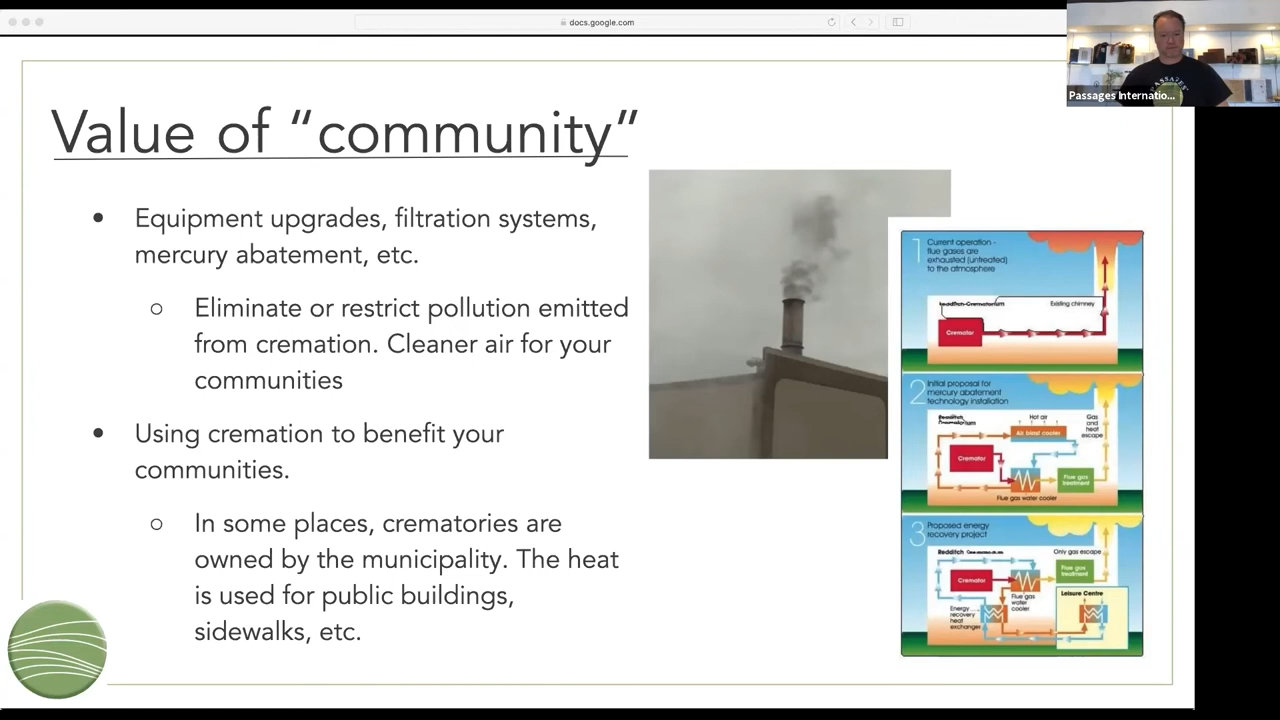 docs.google.com
Passages Internatio...
PASSAGES
Value of “community”
● Equipment upgrades, filtration systems,
mercury abatement, etc.
○ Eliminate or restrict pollution emitted
from cremation. Cleaner air for your
communities
● Using cremation to benefit your
communities.
○ In some places, crematories are
owned by the municipality. The heat
is used for public buildings,
sidewalks, etc.
1 Current operation -
flue gases are
exhausted (untreated)
to the atmosphere
Redditch Crematorium
Existing chimney
Cremator
2 Initial proposal for
mercury abatement
technology installation
Redditch
Crematorium
Hot air
Gas
and
heat
escape
Air blast cooler
Cremator
Flue gas
treatment
Flue gas water cooler
3 Proposed energy
recovery project
Redditch
Only gas escape
Cremator
Flue gas
treatment
Flue gas
water
cooler
Leisure Centre
Energy
recovery
heat
exchanger